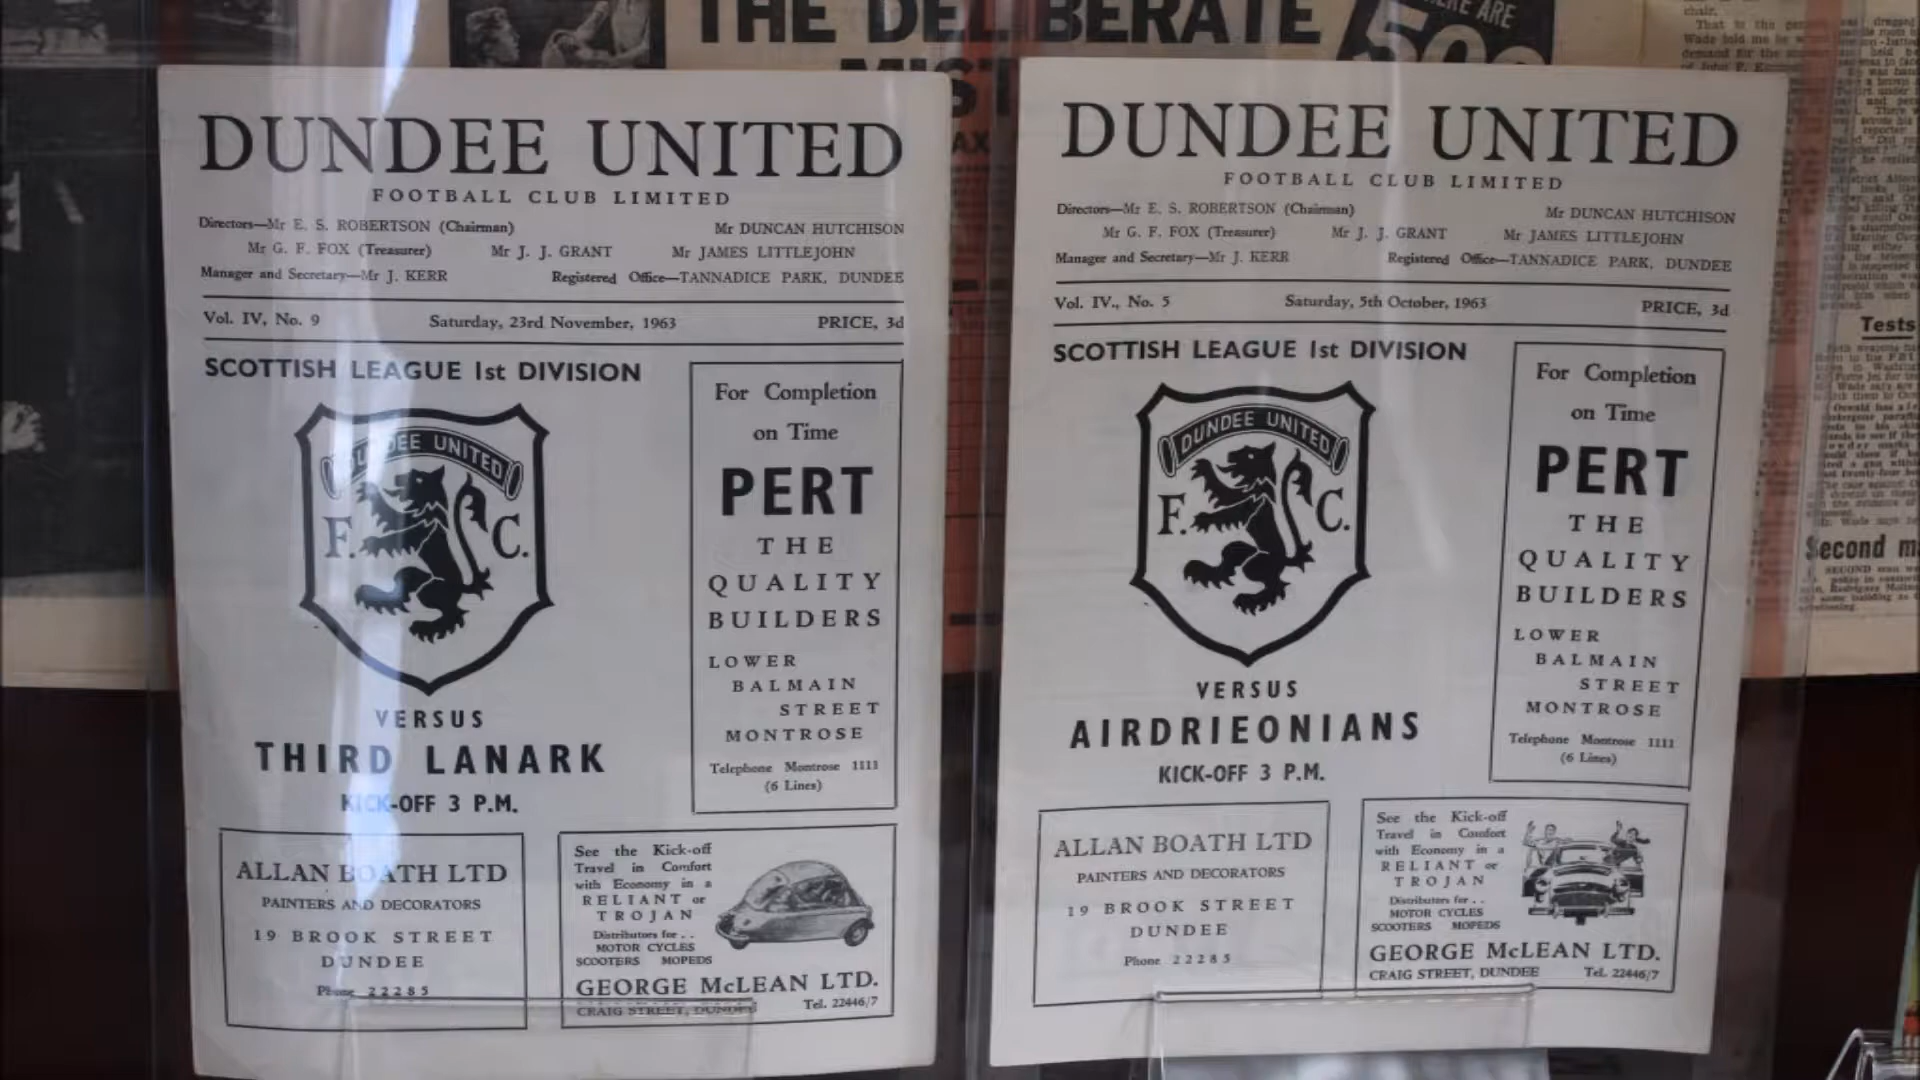 THE DELIBERATE
MIST
DUNDEE UNITED
FOOTBALL CLUB LIMITED
Directors—Mr E. S. ROBERTSON (Chairman) Mr DUNCAN HUTCHISON
Mr G. F. FOX (Treasurer) Mr J. J. GRANT Mr JAMES LITTLEJOHN
Manager and Secretary—Mr J. KERR Registered Office—TANNADICE PARK, DUNDEE
Vol. IV, No. 9 Saturday, 23rd November, 1963 PRICE, 3d
SCOTTISH LEAGUE 1st DIVISION
DUNDEE UNITED
F. C.
VERSUS
THIRD LANARK
KICK-OFF 3 P.M.
For Completion
on Time
PERT
THE
QUALITY
BUILDERS
LOWER
BALMAIN
STREET
MONTROSE
Telephone Montrose 1111
(6 Lines)
ALLAN BOATH LTD
PAINTERS AND DECORATORS
19 BROOK STREET
DUNDEE
Phone 22285
See the Kick-off
Travel in Comfort
with Economy in a
RELIANT or
TROJAN
Distributors for . .
MOTOR CYCLES
SCOOTERS MOPEDS
GEORGE McLEAN LTD.
CRAIG STREET, DUNDEE Tel. 22446/7
DUNDEE UNITED
FOOTBALL CLUB LIMITED
Directors—Mr E. S. ROBERTSON (Chairman) Mr DUNCAN HUTCHISON
Mr G. F. FOX (Treasurer) Mr J. J. GRANT Mr JAMES LITTLEJOHN
Manager and Secretary—Mr J. KERR Registered Office—TANNADICE PARK, DUNDEE
Vol. IV., No. 5 Saturday, 5th October, 1963 PRICE, 3d
SCOTTISH LEAGUE 1st DIVISION
DUNDEE UNITED
F. C.
VERSUS
AIRDRIEONIANS
KICK-OFF 3 P.M.
For Completion
on Time
PERT
THE
QUALITY
BUILDERS
LOWER
BALMAIN
STREET
MONTROSE
Telephone Montrose 1111
(6 Lines)
ALLAN BOATH LTD
PAINTERS AND DECORATORS
19 BROOK STREET
DUNDEE
Phone 22285
See the Kick-off
Travel in Comfort
with Economy in a
RELIANT or
TROJAN
Distributors for . .
MOTOR CYCLES
SCOOTERS MOPEDS
GEORGE McLEAN LTD.
CRAIG STREET, DUNDEE Tel. 22446/7
Tests
Second